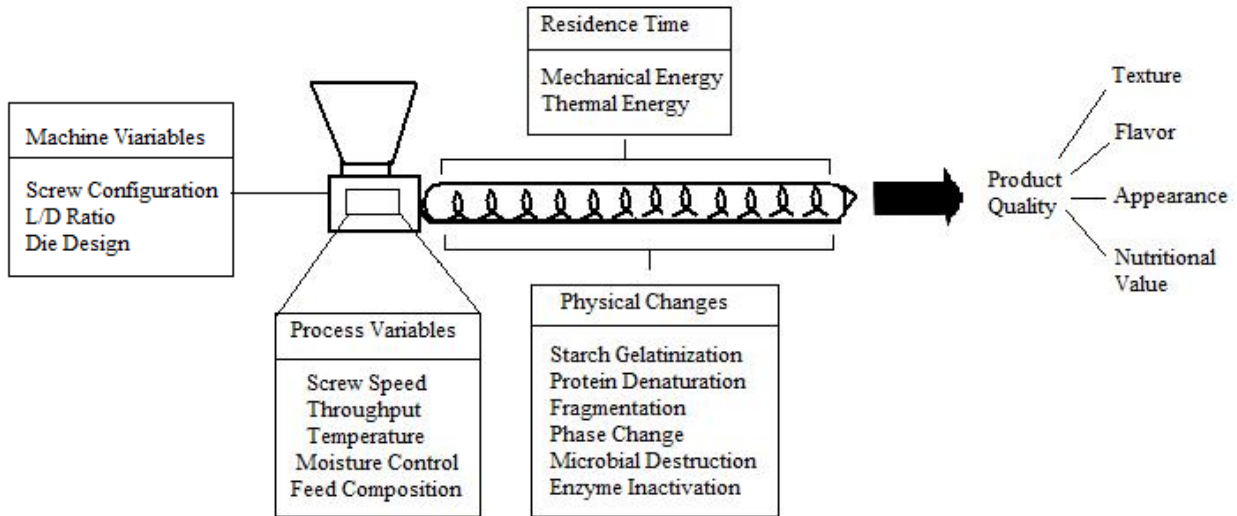 Residence Time
Mechanical Energy
Thermal Energy
Machine Viariables
Screw Configuration
L/D Ratio
Die Design
Process Variables
Screw Speed
Throughput
Temperature
Moisture Control
Feed Composition
Physical Changes
Starch Gelatinization
Protein Denaturation
Fragmentation
Phase Change
Microbial Destruction
Enzyme Inactivation
Product
Quality
Texture
Flavor
Appearance
Nutritional
Value